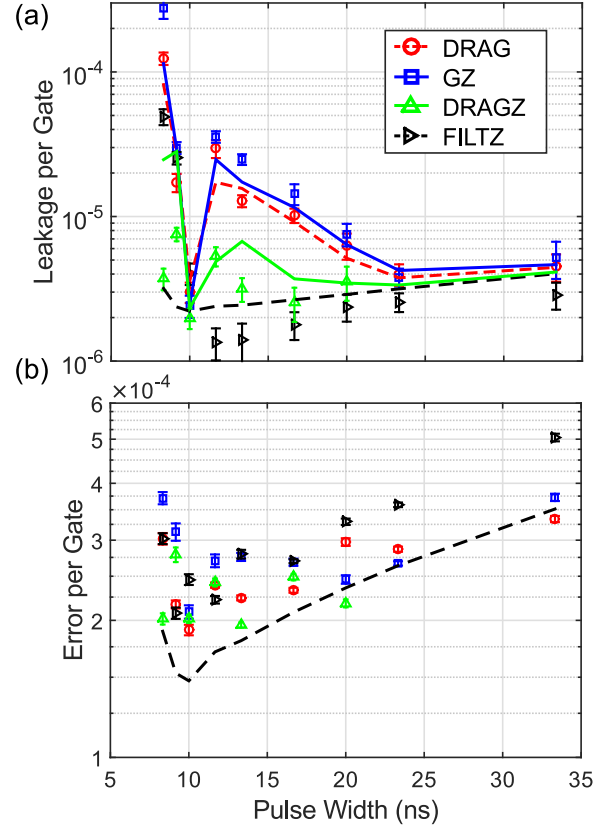 (a)
Leakage per Gate
10^-4
10^-5
10^-6
DRAG
GZ
DRAGZ
FILTZ
(b)
×10^-4
Error per Gate
6
5
4
3
2
1
5 10 15 20 25 30 35
Pulse Width (ns)